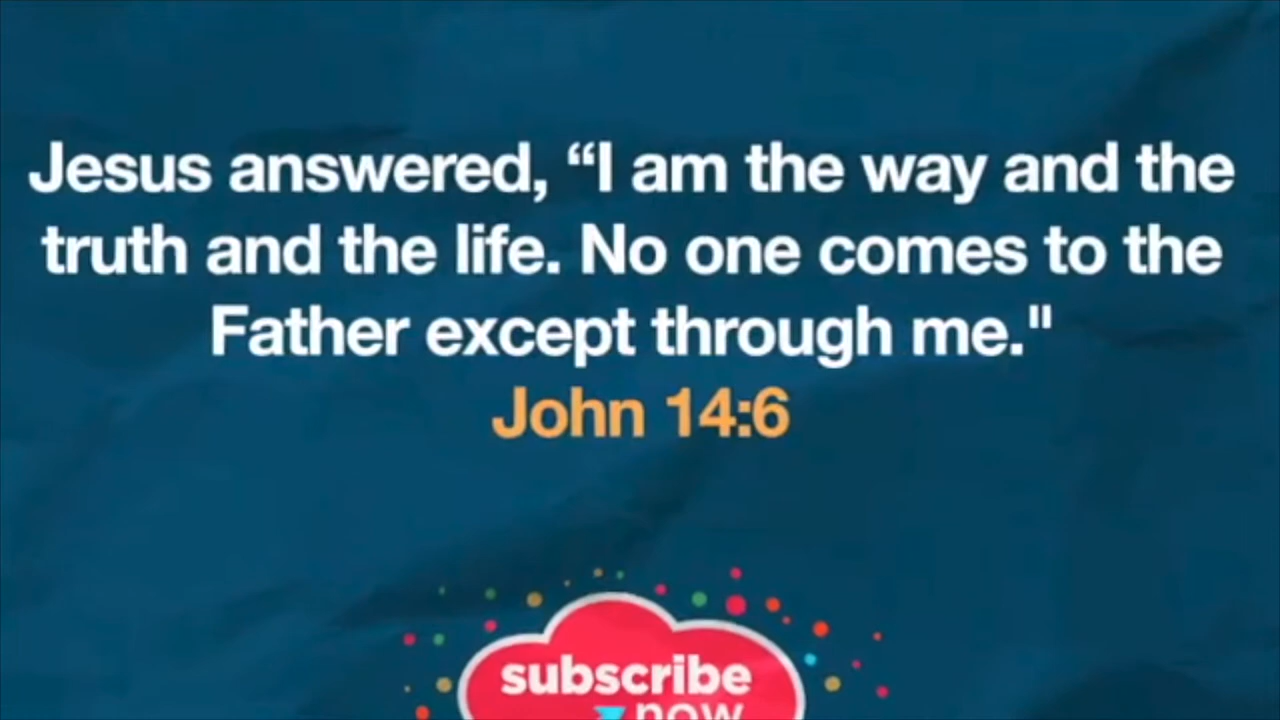 Jesus answered, “I am the way and the
truth and the life. No one comes to the
Father except through me."
John 14:6
subscribe
now